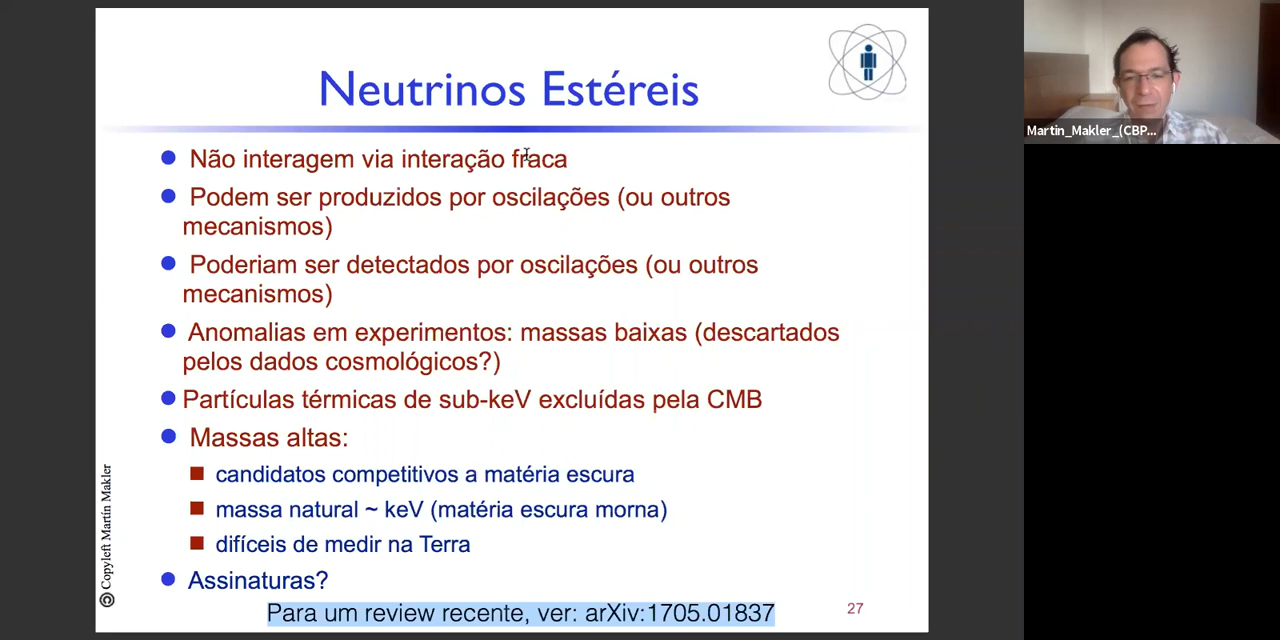 Neutrinos Estéreis
Não interagem via interação fraca
Podem ser produzidos por oscilações (ou outros
mecanismos)
Poderiam ser detectados por oscilações (ou outros
mecanismos)
Anomalias em experimentos: massas baixas (descartados
pelos dados cosmológicos?)
Partículas térmicas de sub-keV excluídas pela CMB
Massas altas:
candidatos competitivos a matéria escura
massa natural ~ keV (matéria escura morna)
difíceis de medir na Terra
Assinaturas?
Para um review recente, ver: arXiv:1705.01837
27
Copyleft Martín Makler
Martin_Makler_(CBP...